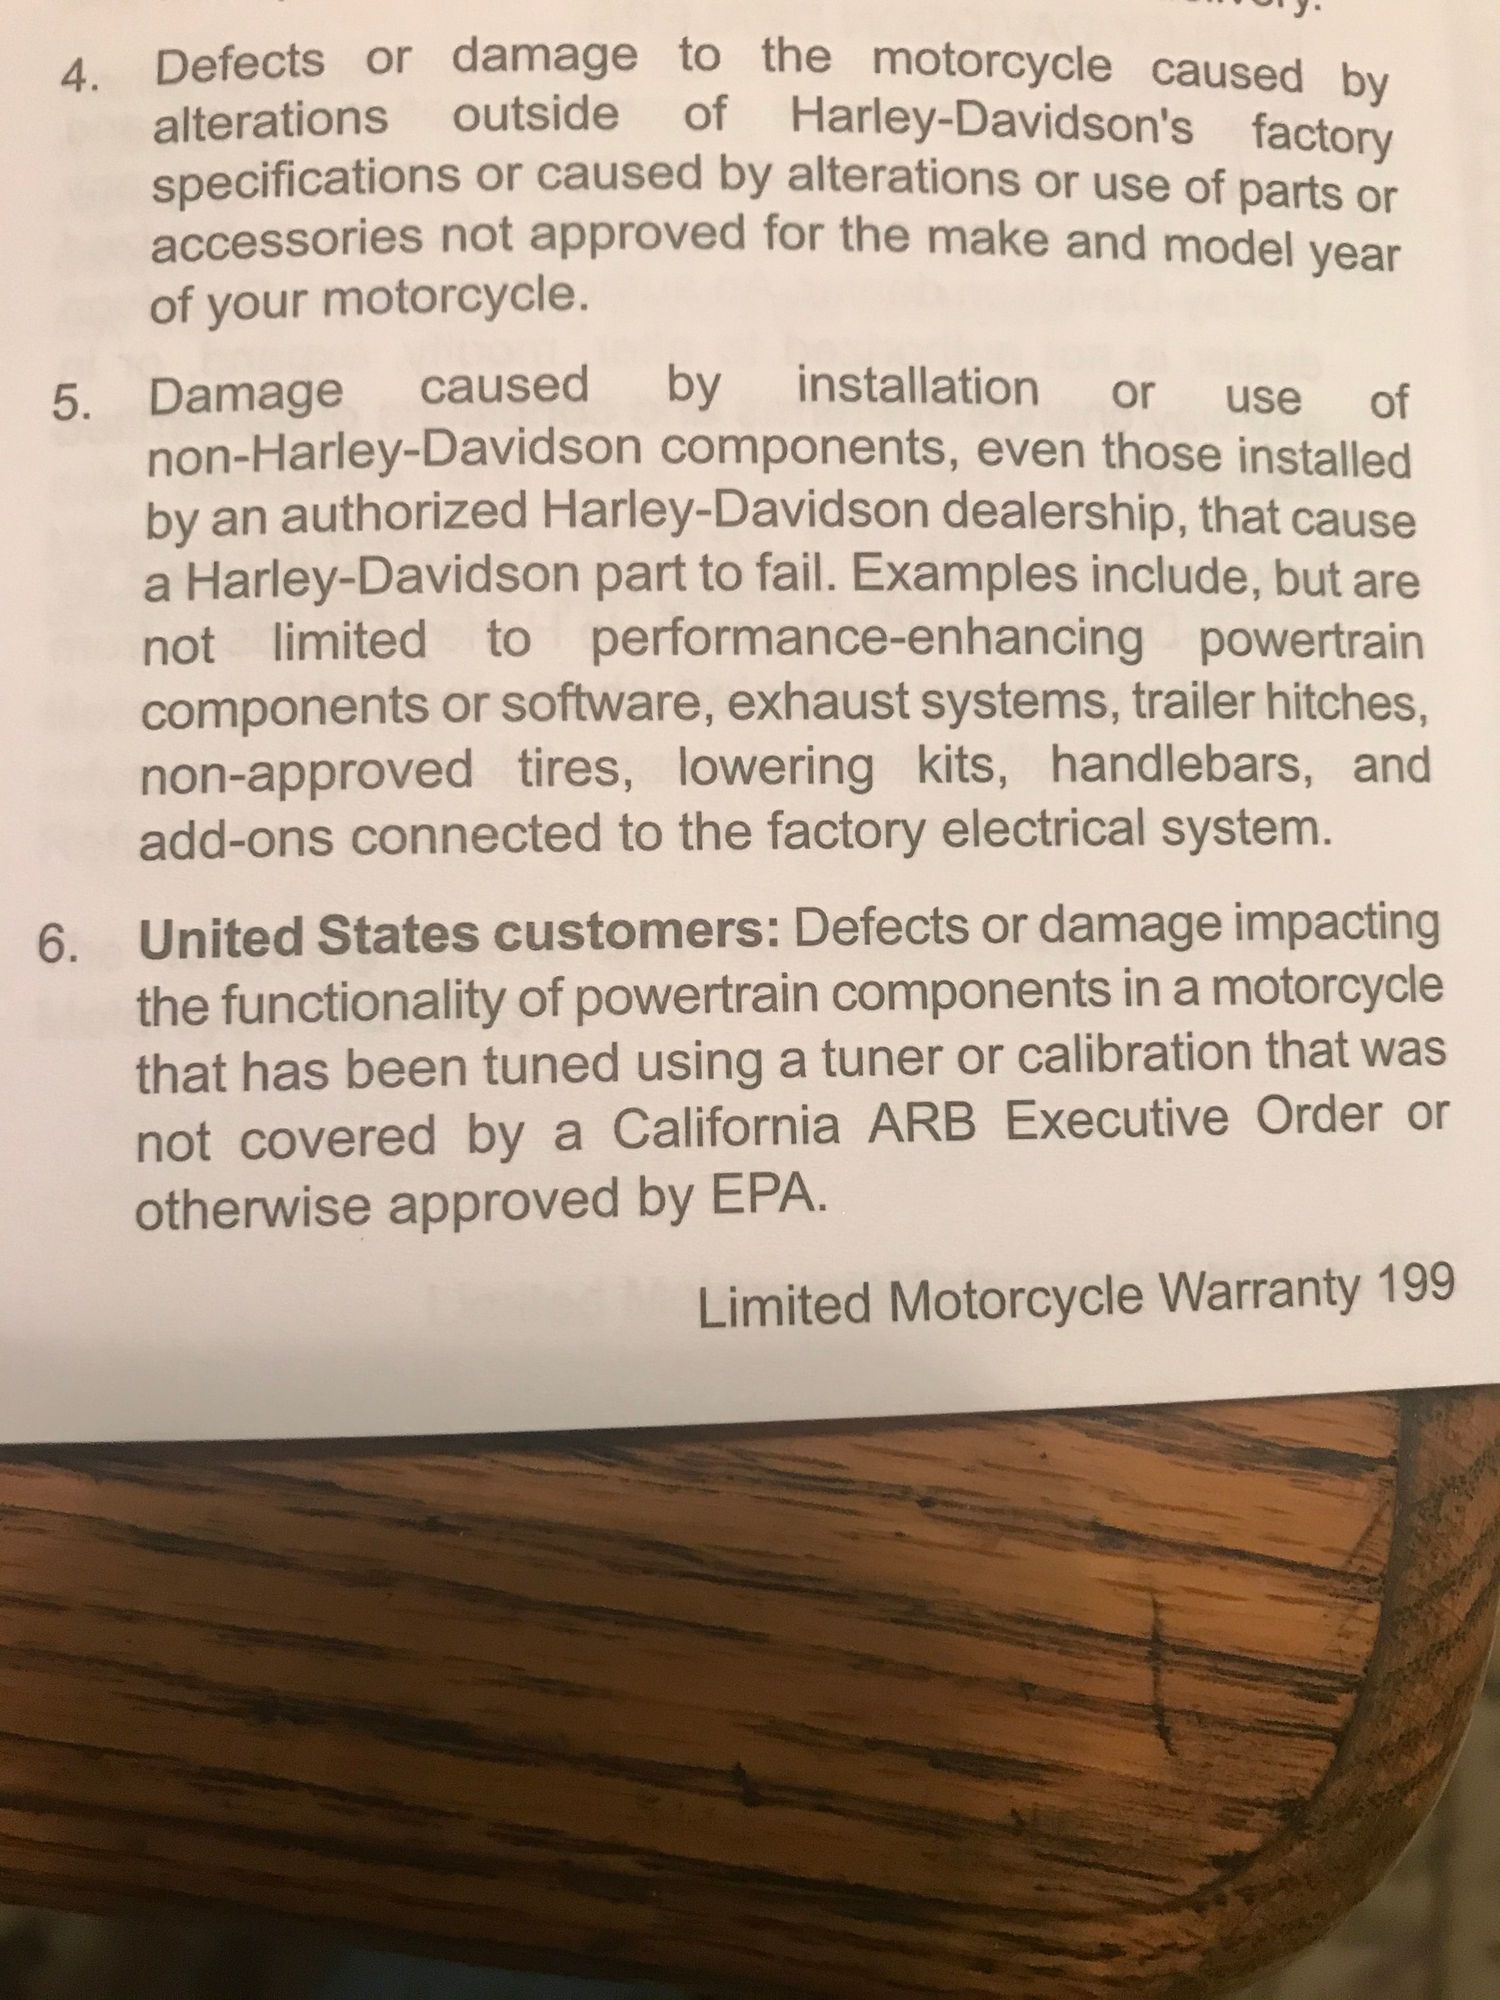 4. Defects or damage to the motorcycle caused by
alterations outside of Harley-Davidson's factory
specifications or caused by alterations or use of parts or
accessories not approved for the make and model year
of your motorcycle.
5. Damage caused by installation or use of
non-Harley-Davidson components, even those installed
by an authorized Harley-Davidson dealership, that cause
a Harley-Davidson part to fail. Examples include, but are
not limited to performance-enhancing powertrain
components or software, exhaust systems, trailer hitches,
non-approved tires, lowering kits, handlebars, and
add-ons connected to the factory electrical system.
6. United States customers: Defects or damage impacting
the functionality of powertrain components in a motorcycle
that has been tuned using a tuner or calibration that was
not covered by a California ARB Executive Order or
otherwise approved by EPA.
Limited Motorcycle Warranty 199